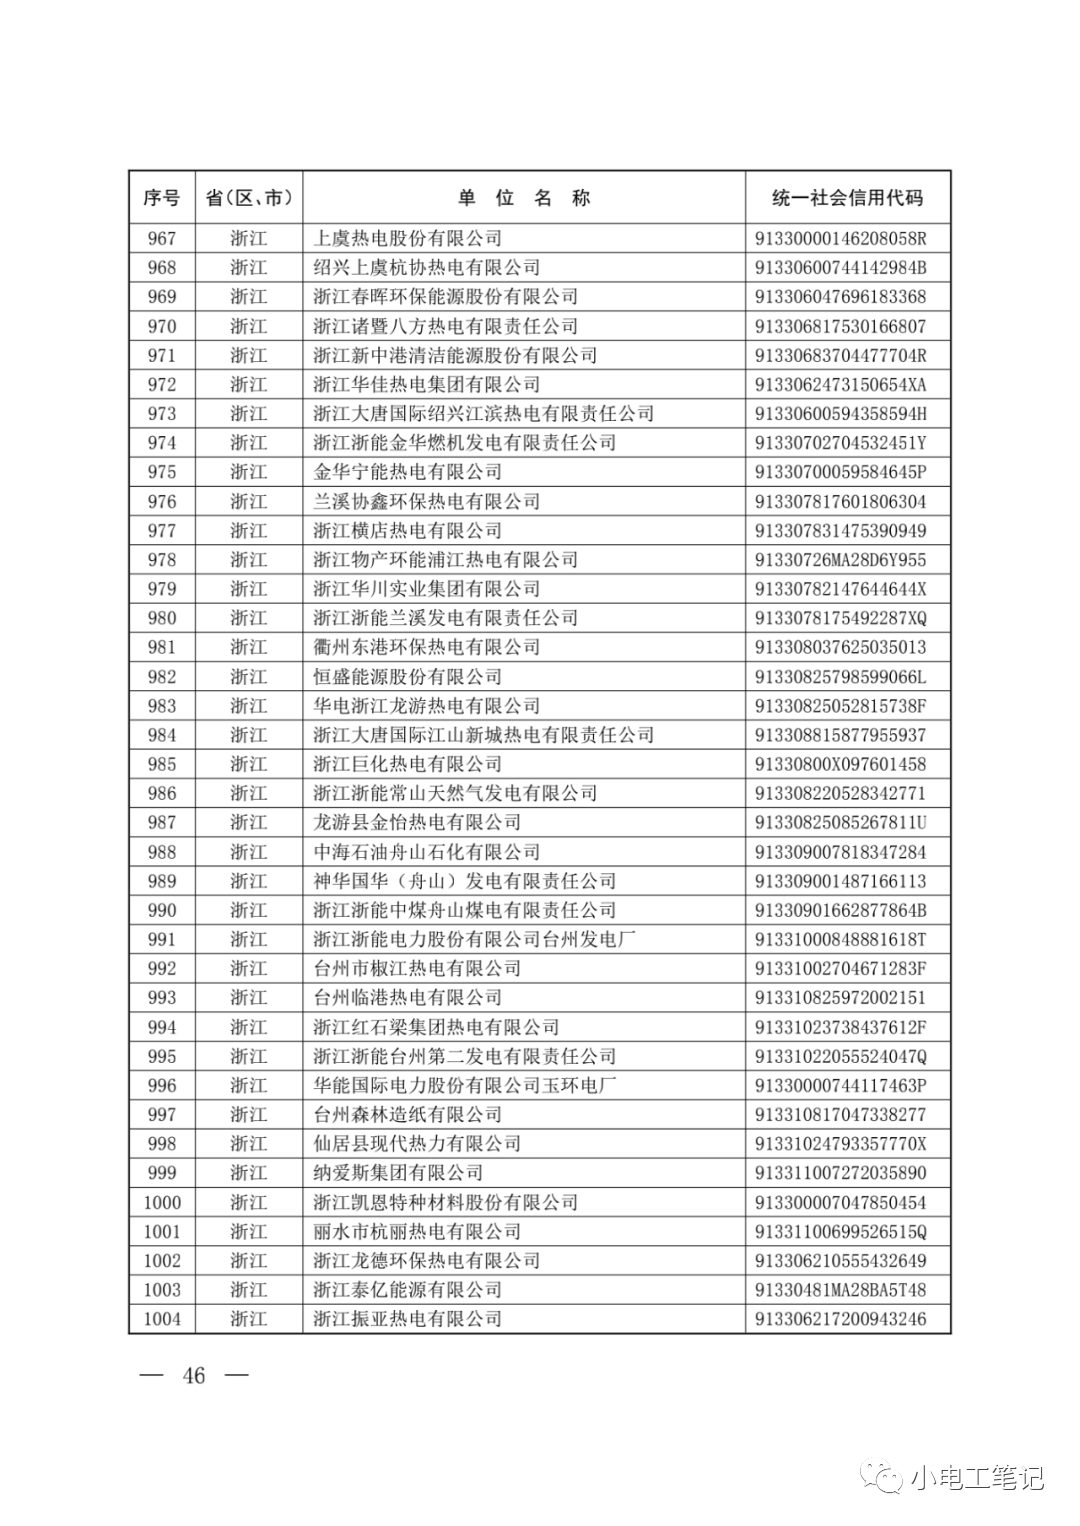 序号 省(区、市) 单位名称 统一社会信用代码
967 浙江 上虞热电股份有限公司 91330000146208058R
968 浙江 绍兴上虞杭协热电有限公司 91330600744142984B
969 浙江 浙江春晖环保能源股份有限公司 913306047696183368
970 浙江 浙江诸暨八方热电有限责任公司 913306817530166807
971 浙江 浙江新中港清洁能源股份有限公司 91330683704477704R
972 浙江 浙江华佳热电集团有限公司 9133062473150654XA
973 浙江 浙江大唐国际绍兴江滨热电有限责任公司 91330600594358594H
974 浙江 浙江浙能金华燃机发电有限责任公司 91330702704532451Y
975 浙江 金华宁能热电有限公司 91330700059584645P
976 浙江 兰溪协鑫环保热电有限公司 913307817601806304
977 浙江 浙江横店热电有限公司 913307831475390949
978 浙江 浙江物产环能浦江热电有限公司 91330726MA28D6Y955
979 浙江 浙江华川实业集团有限公司 91330782147644644X
980 浙江 浙江浙能兰溪发电有限责任公司 9133078175492287XQ
981 浙江 衢州东港环保热电有限公司 913308037625035013
982 浙江 恒盛能源股份有限公司 91330825798599066L
983 浙江 华电浙江龙游热电有限公司 91330825052815738F
984 浙江 浙江大唐国际江山新城热电有限责任公司 913308815877955937
985 浙江 浙江巨化热电有限公司 91330800X097601458
986 浙江 浙江浙能常山天然气发电有限公司 913308220528342771
987 浙江 龙游县金怡热电有限公司 91330825085267811U
988 浙江 中海石油舟山石化有限公司 913309007818347284
989 浙江 神华国华（舟山）发电有限责任公司 913309001487166113
990 浙江 浙江浙能中煤舟山煤电有限责任公司 91330901662877864B
991 浙江 浙江浙能电力股份有限公司台州发电厂 91331000848881618T
992 浙江 台州市椒江热电有限公司 91331002704671283F
993 浙江 台州临港热电有限公司 913310825972002151
994 浙江 浙江红石梁集团热电有限公司 91331023738437612F
995 浙江 浙江浙能台州第二发电有限责任公司 91331022055524047Q
996 浙江 华能国际电力股份有限公司玉环电厂 91330000744117463P
997 浙江 台州森林造纸有限公司 913310817047338277
998 浙江 仙居县现代热力有限公司 91331024793357770X
999 浙江 纳爱斯集团有限公司 913311007272035890
1000 浙江 浙江凯恩特种材料股份有限公司 913300007047850454
1001 浙江 丽水市杭丽热电有限公司 91331100699526515Q
1002 浙江 浙江龙德环保热电有限公司 913306210555432649
1003 浙江 浙江泰亿能源有限公司 91330481MA28BA5T48
1004 浙江 浙江振亚热电有限公司 913306217200943246
— 46 —
小电工笔记